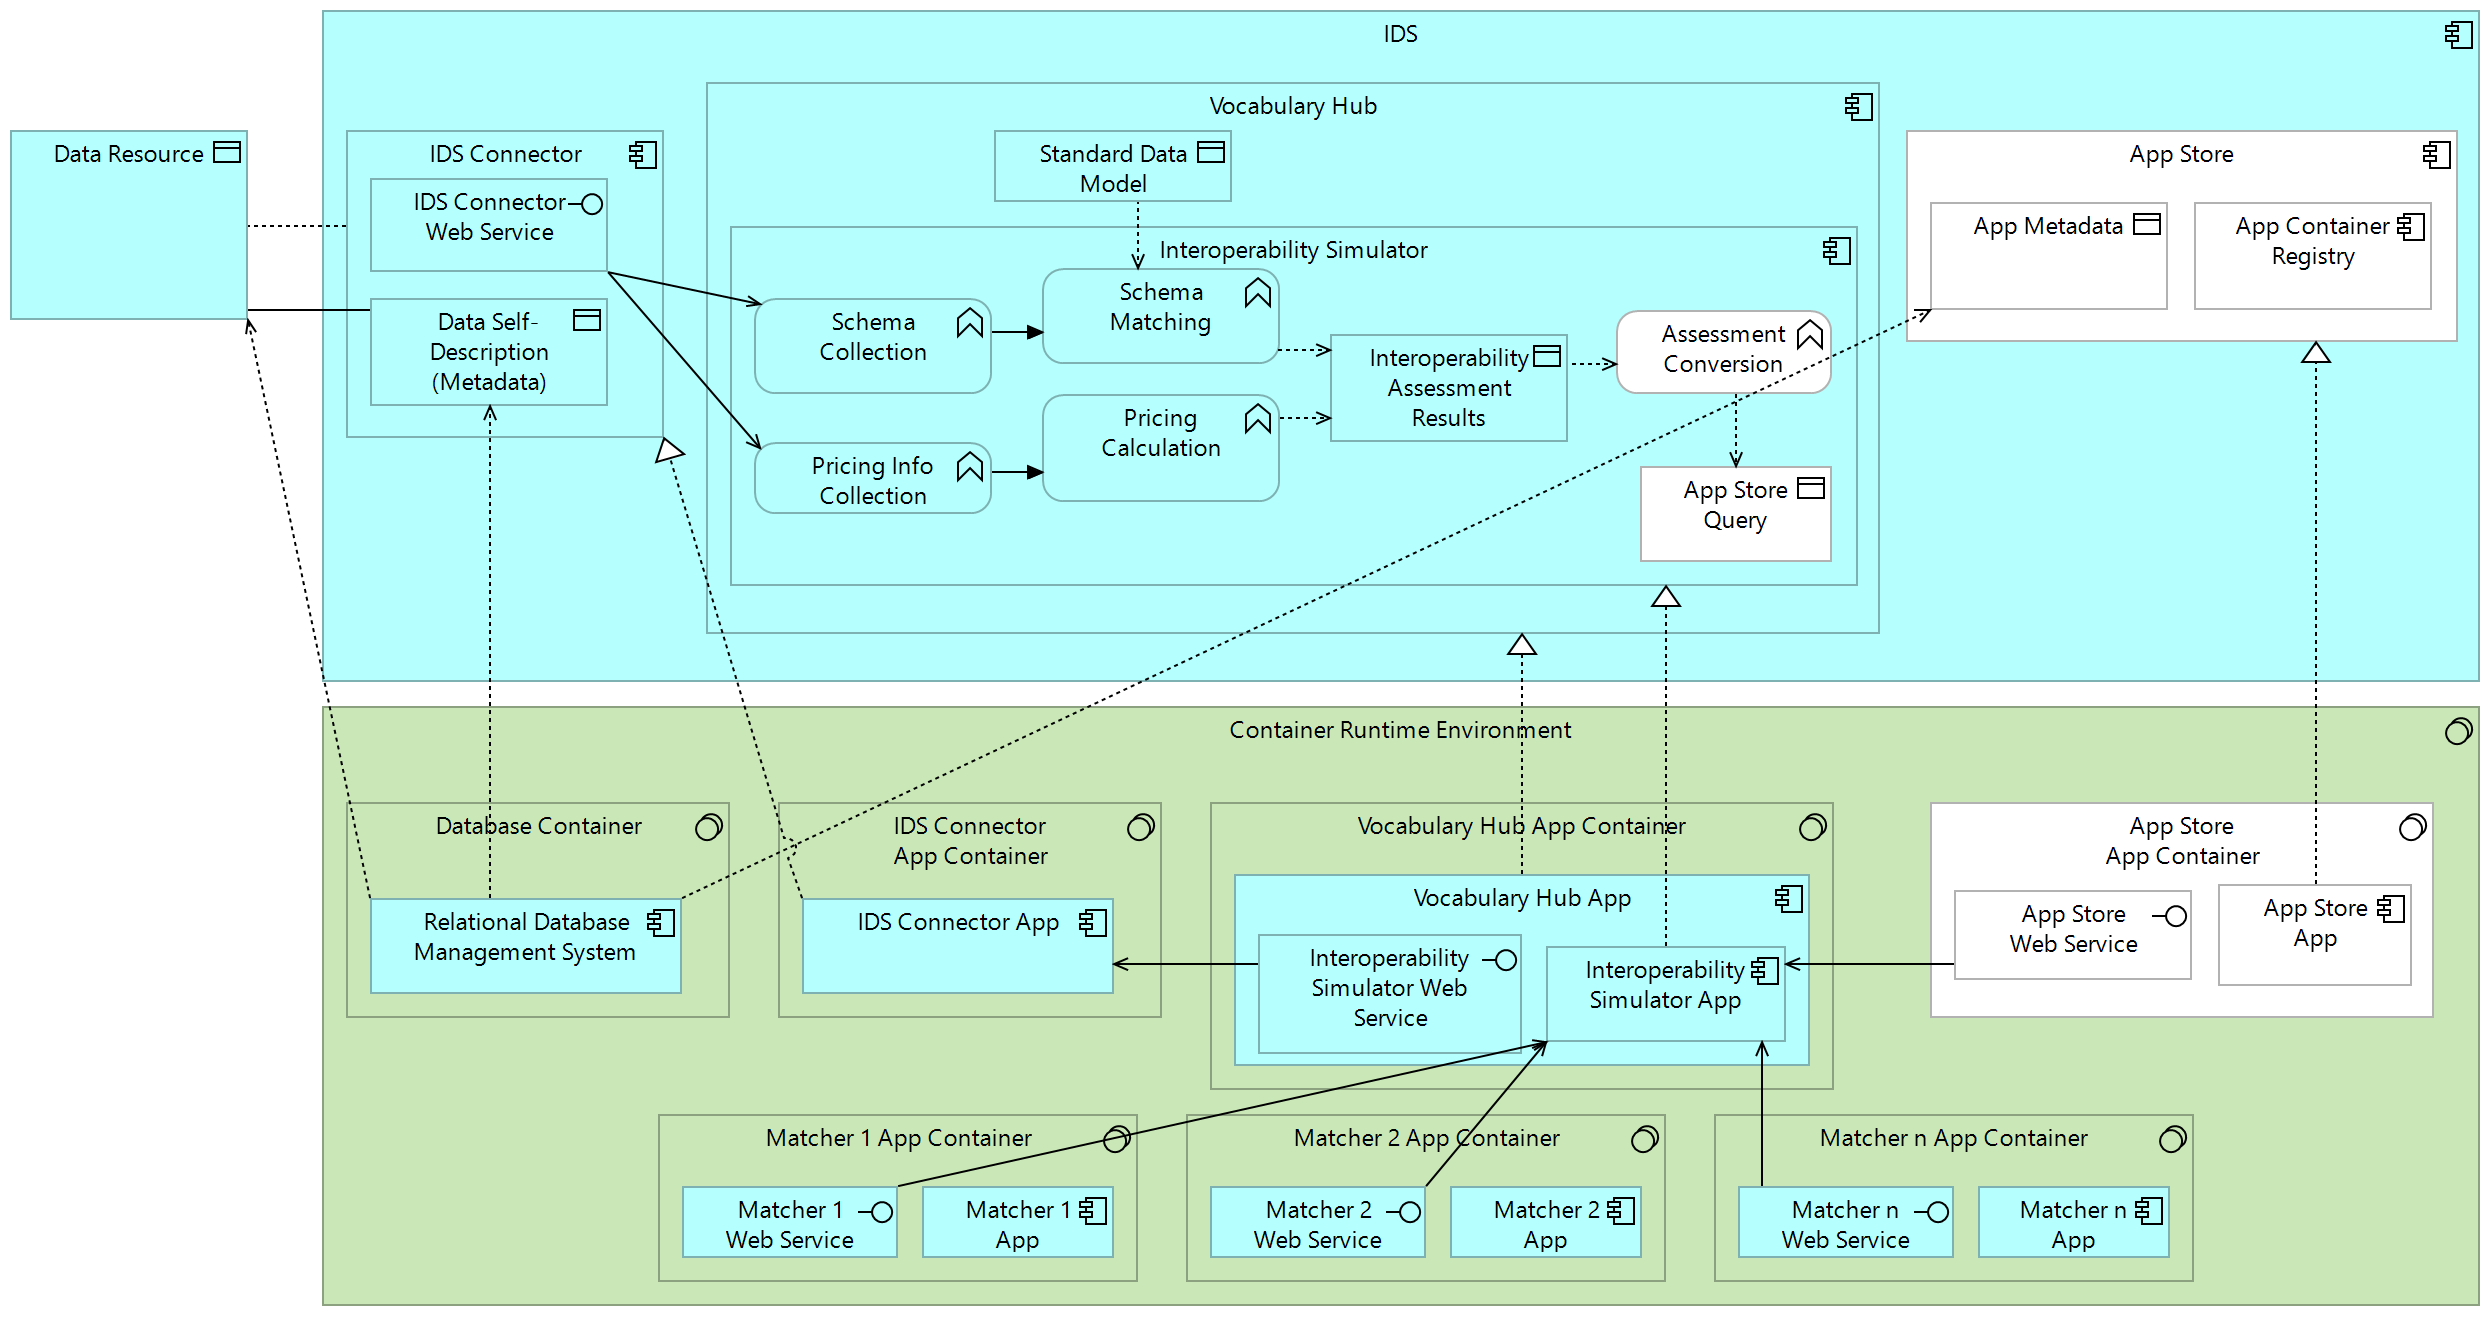 IDS
Vocabulary Hub
Data Resource
IDS Connector
IDS Connector
Web Service
Data Self-
Description
(Metadata)
Standard Data
Model
Interoperability Simulator
Schema
Collection
Schema
Matching
Pricing Info
Collection
Pricing
Calculation
Interoperability
Assessment
Results
Assessment
Conversion
App Store
Query
App Store
App Metadata
App Container
Registry
Container Runtime Environment
Database Container
Relational Database
Management System
IDS Connector
App Container
IDS Connector App
Vocabulary Hub App Container
Vocabulary Hub App
Interoperability
Simulator Web
Service
Interoperability
Simulator App
App Store
App Container
App Store
Web Service
App Store
App
Matcher 1 App Container
Matcher 1
Web Service
Matcher 1
App
Matcher 2 App Container
Matcher 2
Web Service
Matcher 2
App
Matcher n App Container
Matcher n
Web Service
Matcher n
App